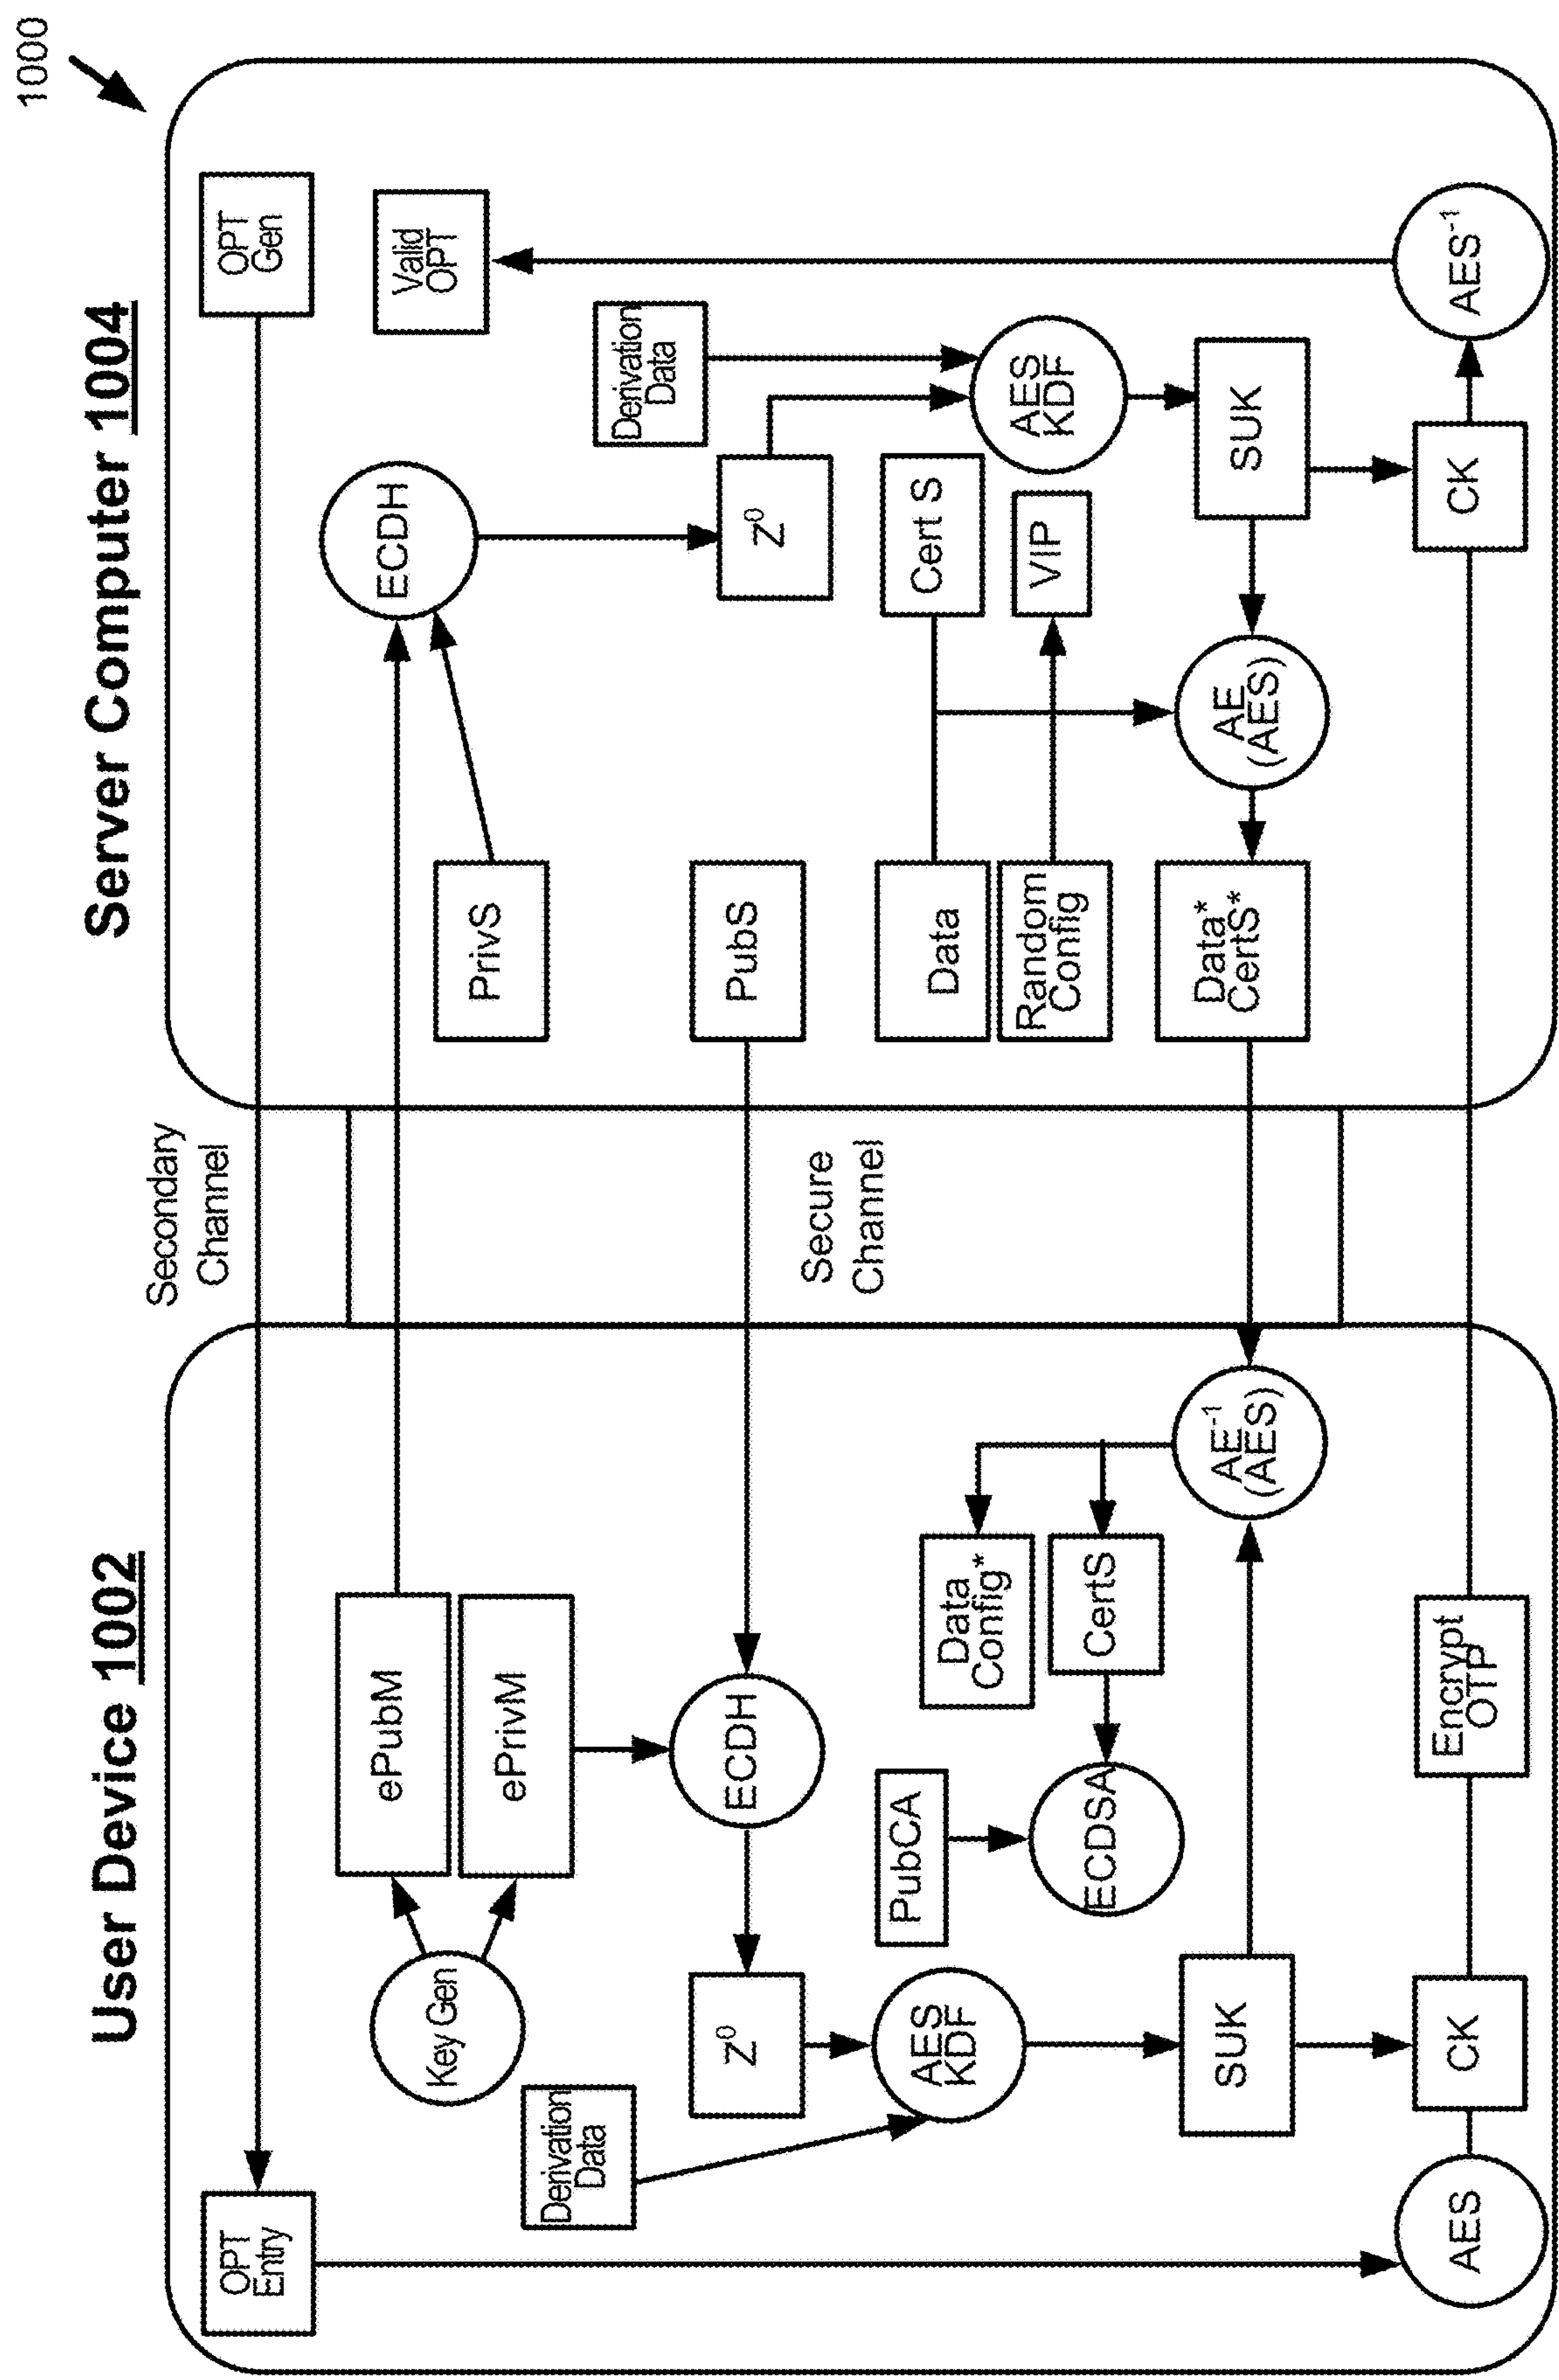 1000
User Device 1002
Server Computer 1004
OPT
Entry
Secondary
Channel
OPT
Gen
Key Gen
ePubM
ePrivM
PrivS
ECDH
Valid
OPT
Derivation
Data
Z⁰
ECDH
Secure
Channel
PubS
Z⁰
Derivation
Data
AES
KDF
PubCA
ECDSA
Data
Config*
CertS
Data
Random
Config
Cert S
VIP
AES
KDF
SUK
AE⁻¹
(AES)
Data*
CertS*
AE
(AES)
SUK
AES
CK
Encrypt
OTP
CK
AES⁻¹